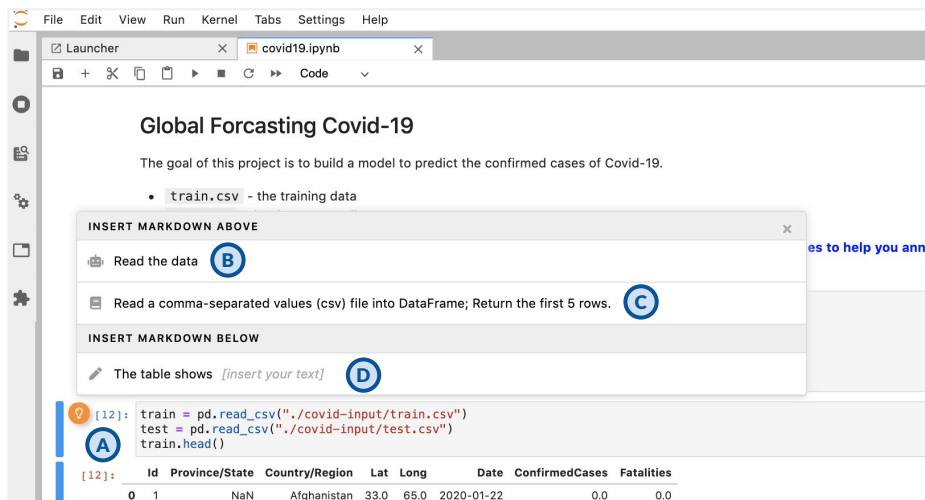 File Edit View Run Kernel Tabs Settings Help
Launcher × covid19.ipynb ×
Code
Global Forcasting Covid-19
The goal of this project is to build a model to predict the confirmed cases of Covid-19.
• train.csv - the training data
INSERT MARKDOWN ABOVE ×
es to help you ann
Read the data B
Read a comma-separated values (csv) file into DataFrame; Return the first 5 rows. C
INSERT MARKDOWN BELOW
The table shows [insert your text] D
[12]: train = pd.read_csv("./covid-input/train.csv")
test = pd.read_csv("./covid-input/test.csv")
A train.head()
[12]: Id Province/State Country/Region Lat Long Date ConfirmedCases Fatalities
0 1 NaN Afghanistan 33.0 65.0 2020-01-22 0.0 0.0